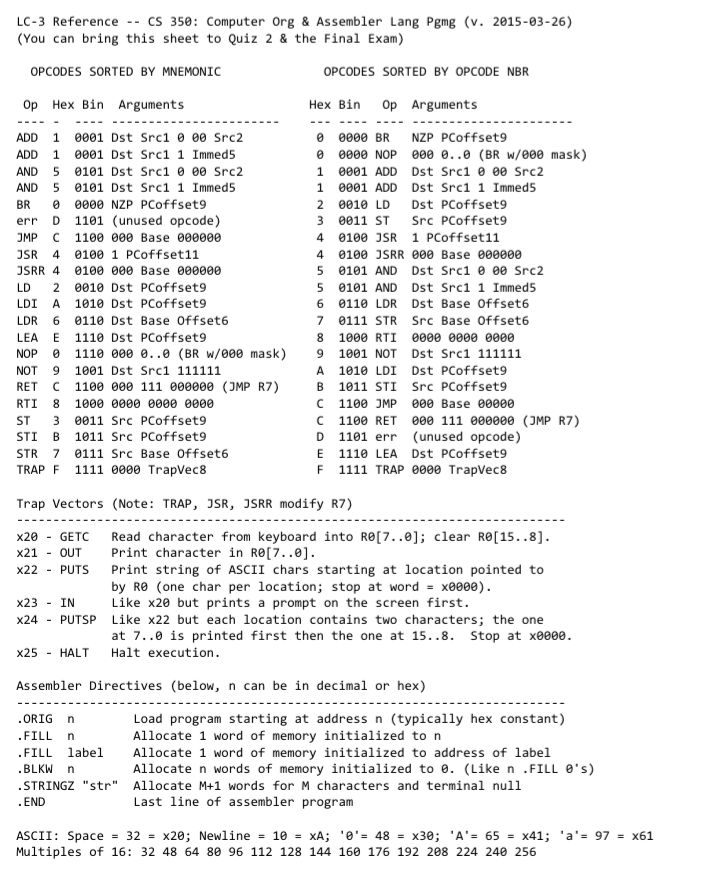 LC-3 Reference -- CS 350: Computer Org & Assembler Lang Pgmg (v. 2015-03-26)
(You can bring this sheet to Quiz 2 & the Final Exam)
OPCODES SORTED BY MNEMONIC              OPCODES SORTED BY OPCODE NBR
Op  Hex Bin  Arguments                 Hex Bin   Op  Arguments
---- - ---- -----------------------    --- ----  ---- ----------------------
ADD  1  0001 Dst Src1 0 00 Src2         0  0000 BR   NZP PCoffset9
ADD  1  0001 Dst Src1 1 Immed5          0  0000 NOP  000 0..0 (BR w/000 mask)
AND  5  0101 Dst Src1 0 00 Src2         1  0001 ADD  Dst Src1 0 00 Src2
AND  5  0101 Dst Src1 1 Immed5          1  0001 ADD  Dst Src1 1 Immed5
BR   0  0000 NZP PCoffset9              2  0010 LD   Dst PCoffset9
err  D  1101 (unused opcode)            3  0011 ST   Src PCoffset9
JMP  C  1100 000 Base 000000            4  0100 JSR  1 PCoffset11
JSR  4  0100 1 PCoffset11               4  0100 JSRR 000 Base 000000
JSRR 4  0100 000 Base 000000            5  0101 AND  Dst Src1 0 00 Src2
LD   2  0010 Dst PCoffset9              5  0101 AND  Dst Src1 1 Immed5
LDI  A  1010 Dst PCoffset9              6  0110 LDR  Dst Base Offset6
LDR  6  0110 Dst Base Offset6           7  0111 STR  Src Base Offset6
LEA  E  1110 Dst PCoffset9              8  1000 RTI  0000 0000 0000
NOP  0  1110 000 0..0 (BR w/000 mask)   9  1001 NOT  Dst Src1 111111
NOT  9  1001 Dst Src1 111111            A  1010 LDI  Dst PCoffset9
RET  C  1100 000 111 000000 (JMP R7)    B  1011 STI  Src PCoffset9
RTI  8  1000 0000 0000 0000             C  1100 JMP  000 Base 00000
ST   3  0011 Src PCoffset9              C  1100 RET  000 111 000000 (JMP R7)
STI  B  1011 Src PCoffset9              D  1101 err  (unused opcode)
STR  7  0111 Src Base Offset6           E  1110 LEA  Dst PCoffset9
TRAP F  1111 0000 TrapVec8              F  1111 TRAP 0000 TrapVec8
Trap Vectors (Note: TRAP, JSR, JSRR modify R7)
---------------------------------------------------------------------------
x20 - GETC   Read character from keyboard into R0[7..0]; clear R0[15..8].
x21 - OUT    Print character in R0[7..0].
x22 - PUTS   Print string of ASCII chars starting at location pointed to
by R0 (one char per location; stop at word = x0000).
x23 - IN     Like x20 but prints a prompt on the screen first.
x24 - PUTSP  Like x22 but each location contains two characters; the one
at 7..0 is printed first then the one at 15..8.  Stop at x0000.
x25 - HALT   Halt execution.
Assembler Directives (below, n can be in decimal or hex)
---------------------------------------------------------------------------
.ORIG  n        Load program starting at address n (typically hex constant)
.FILL  n        Allocate 1 word of memory initialized to n
.FILL  label    Allocate 1 word of memory initialized to address of label
.BLKW  n        Allocate n words of memory initialized to 0. (Like n .FILL 0's)
.STRINGZ "str"  Allocate M+1 words for M characters and terminal null
.END            Last line of assembler program
ASCII: Space = 32 = x20; Newline = 10 = xA; '0'= 48 = x30; 'A'= 65 = x41; 'a'= 97 = x61
Multiples of 16: 32 48 64 80 96 112 128 144 160 176 192 208 224 240 256